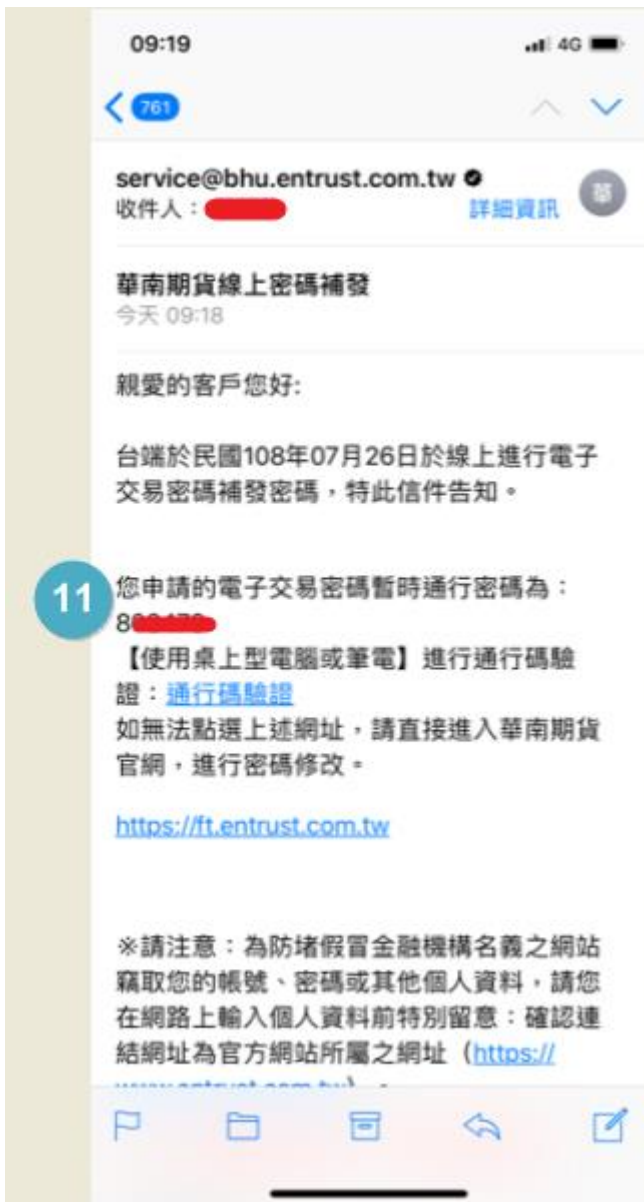 09:19
4G
761
service@bhu.entrust.com.tw
收件人：
詳細資訊
華
華南期貨線上密碼補發
今天 09:18
親愛的客戶您好:
台端於民國108年07月26日於線上進行電子
交易密碼補發密碼，特此信件告知。
11
您申請的電子交易密碼暫時通行密碼為：
8
【使用桌上型電腦或筆電】進行通行碼驗
證：通行碼驗證
如無法點選上述網址，請直接進入華南期貨
官網，進行密碼修改。
https://ft.entrust.com.tw
※請注意：為防堵假冒金融機構名義之網站
竊取您的帳號、密碼或其他個人資料，請您
在網路上輸入個人資料前特別留意：確認連
結網址為官方網站所屬之網址（https://